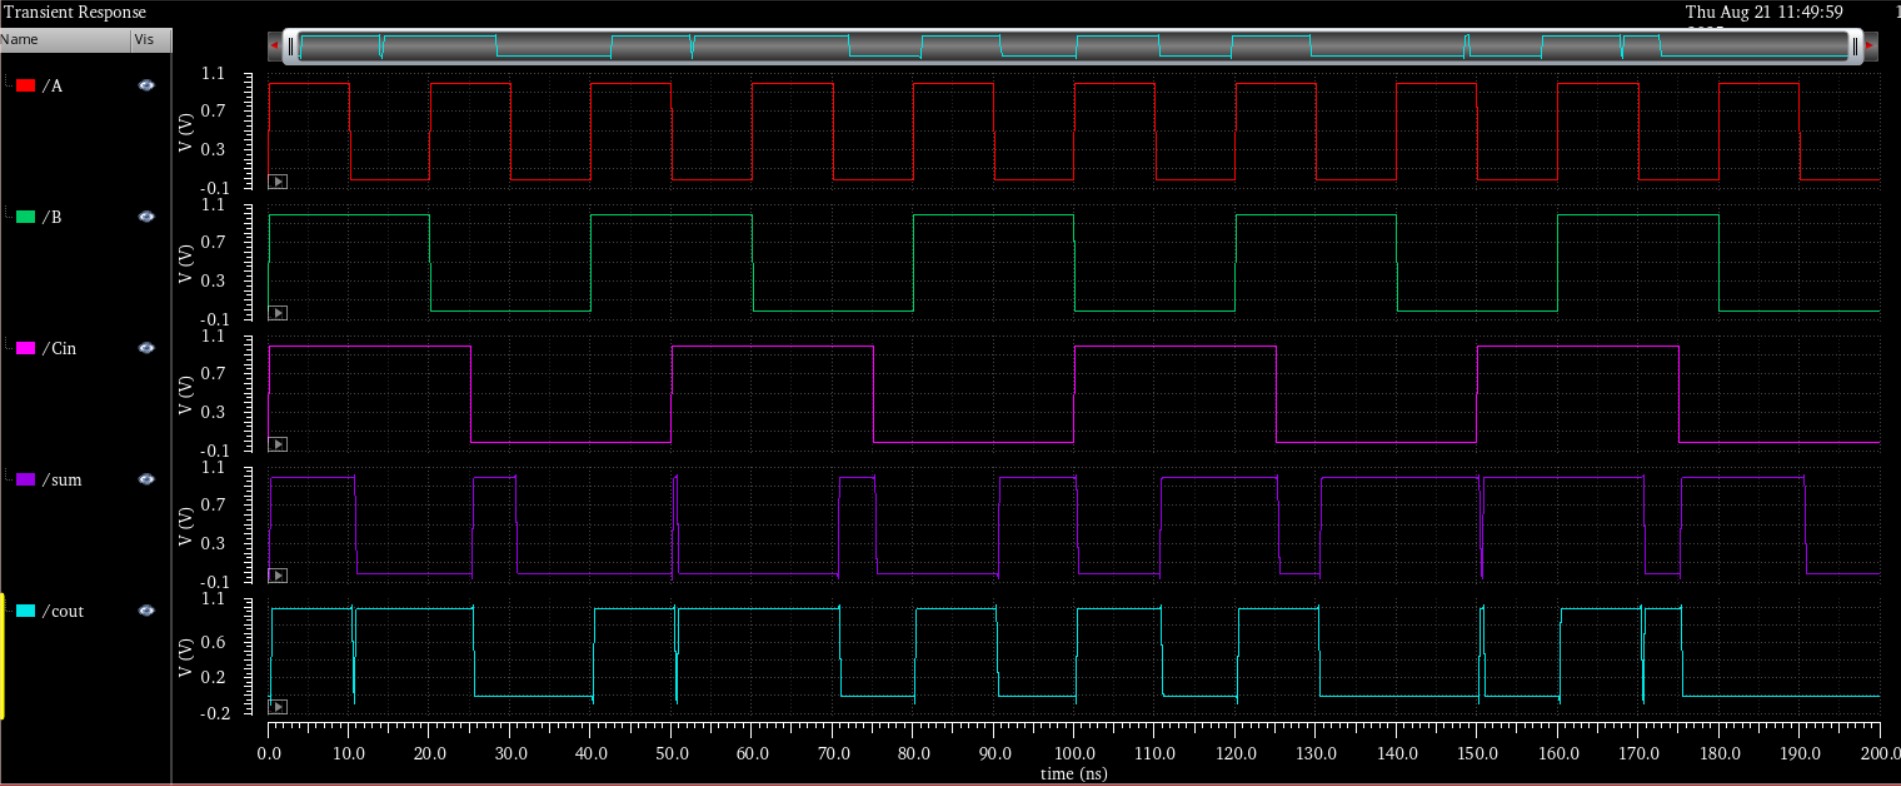 Transient Response
Thu Aug 21 11:49:59
Name Vis
/A
1.1
0.7
0.3
-0.1
V (V)
/B
1.1
0.7
0.3
-0.1
V (V)
/Cin
1.1
0.7
0.3
-0.1
V (V)
/sum
1.1
0.7
0.3
-0.1
V (V)
/cout
1.1
0.6
0.2
-0.2
V (V)
0.0 10.0 20.0 30.0 40.0 50.0 60.0 70.0 80.0 90.0 100.0 110.0 120.0 130.0 140.0 150.0 160.0 170.0 180.0 190.0 200.0
time (ns)